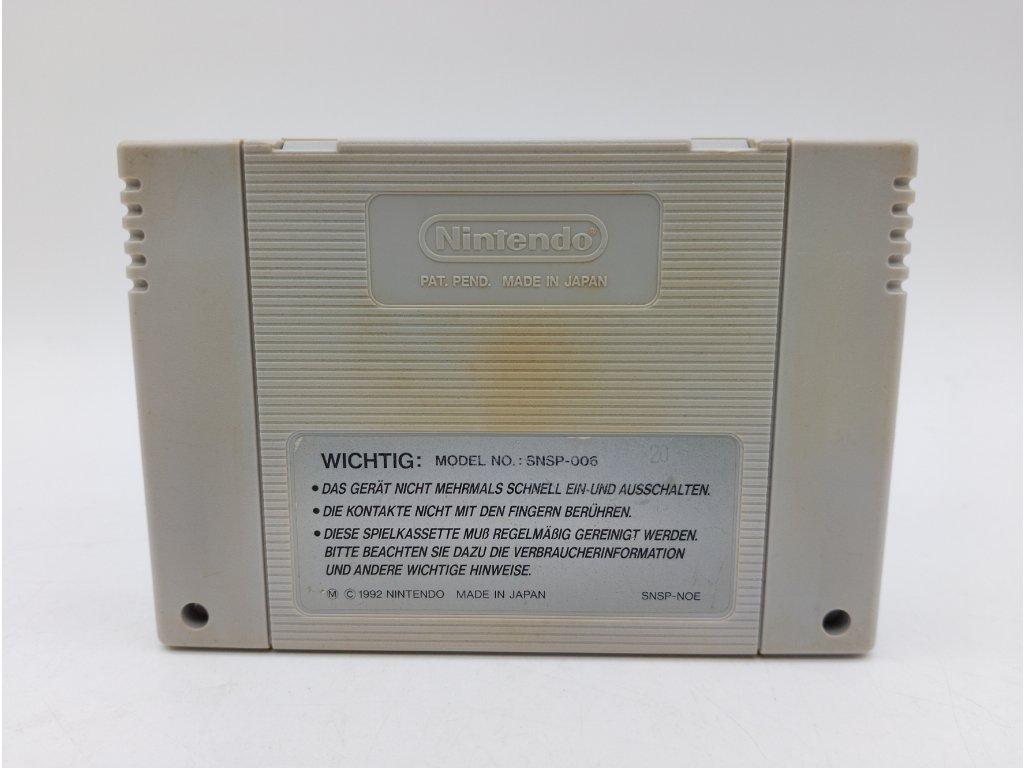 Nintendo®
PAT. PEND. MADE IN JAPAN
WICHTIG: MODEL NO.: SNSP-006
20
• DAS GERÄT NICHT MEHRMALS SCHNELL EIN-UND AUSSCHALTEN.
• DIE KONTAKTE NICHT MIT DEN FINGERN BERÜHREN.
• DIESE SPIELKASSETTE MUß REGELMÄßIG GEREINIGT WERDEN.
BITTE BEACHTEN SIE DAZU DIE VERBRAUCHERINFORMATION
UND ANDERE WICHTIGE HINWEISE.
Ⓜ © 1992 NINTENDO MADE IN JAPAN SNSP-NOE